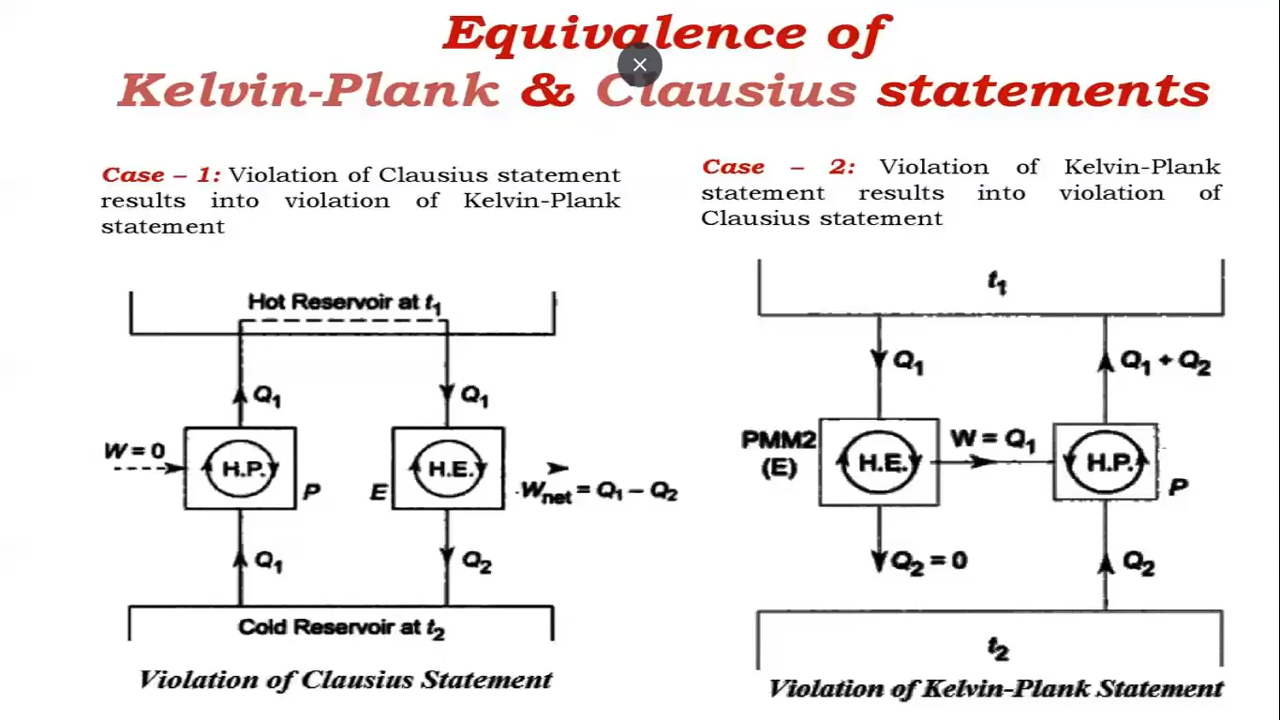 Equivalence of
Kelvin-Plank & Clausius statements
Case – 1: Violation of Clausius statement
results into violation of Kelvin-Plank
statement
Hot Reservoir at t₁
Q₁
Q₁
W = 0
H.P.
P
E
H.E.
Wnet = Q₁ – Q₂
Q₁
Q₂
Cold Reservoir at t₂
Violation of Clausius Statement
Case – 2: Violation of Kelvin-Plank
statement results into violation of
Clausius statement
t₁
Q₁
Q₁ + Q₂
PMM2
(E)
H.E.
W = Q₁
H.P.
P
Q₂ = 0
Q₂
t₂
Violation of Kelvin-Plank Statement